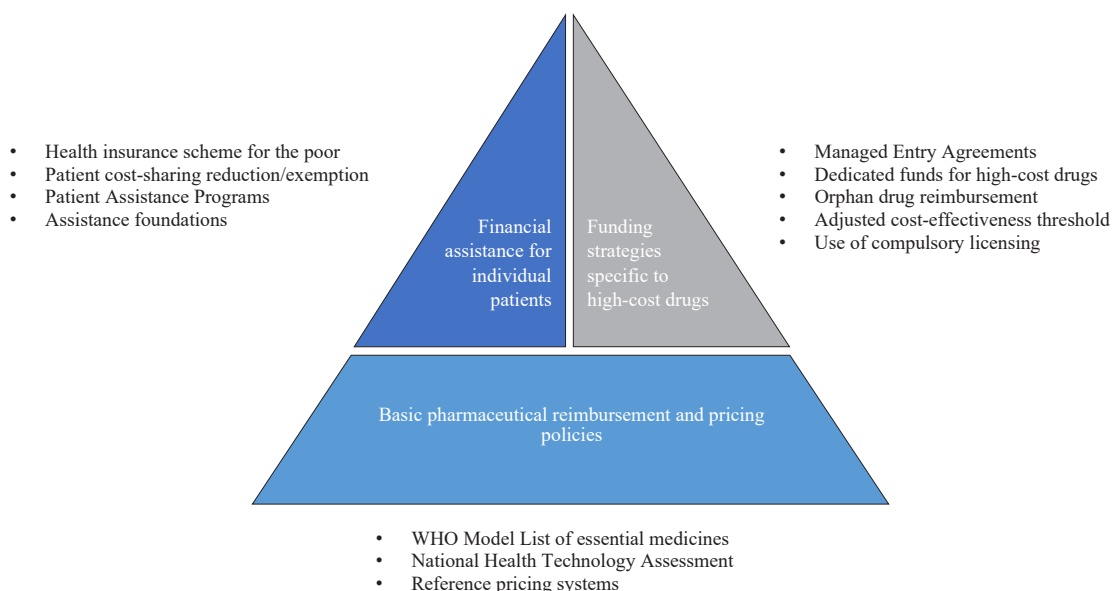 • Health insurance scheme for the poor
• Patient cost-sharing reduction/exemption
• Patient Assistance Programs
• Assistance foundations
Financial
assistance for
individual
patients
Funding
strategies
specific to
high-cost drugs
• Managed Entry Agreements
• Dedicated funds for high-cost drugs
• Orphan drug reimbursement
• Adjusted cost-effectiveness threshold
• Use of compulsory licensing
Basic pharmaceutical reimbursement and pricing
policies
• WHO Model List of essential medicines
• National Health Technology Assessment
• Reference pricing systems